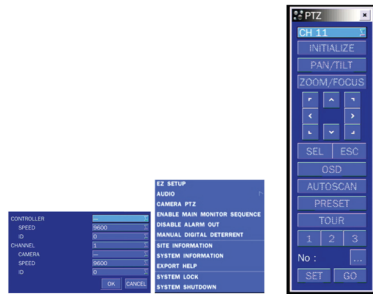 CONTROLLER ---
SPEED 9600
ID 0
CHANNEL 1
CAMERA ---
SPEED 9600
ID 0
OK CANCEL
EZ SETUP
AUDIO
CAMERA PTZ
ENABLE MAIN MONITOR SEQUENCE
DISABLE ALARM OUT
MANUAL DIGITAL DETERRENT
SITE INFORMATION
SYSTEM INFORMATION
EXPORT HELP
SYSTEM LOCK
SYSTEM SHUTDOWN
PTZ
CH 11
INITIALIZE
PAN/TILT
ZOOM/FOCUS
SEL ESC
OSD
AUTOSCAN
PRESET
TOUR
1 2 3
No : ...
SET GO